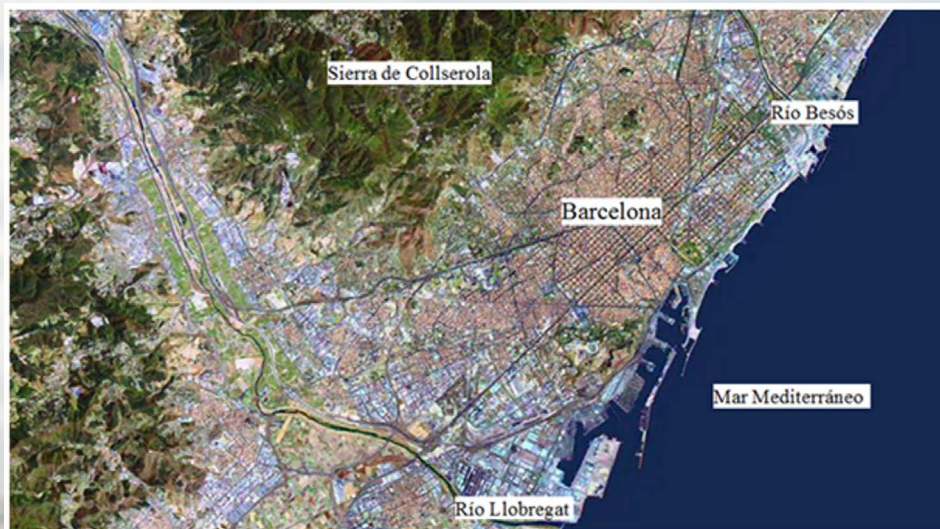 Sierra de Collserola
Río Besós
Barcelona
Mar Mediterráneo
Río Llobregat